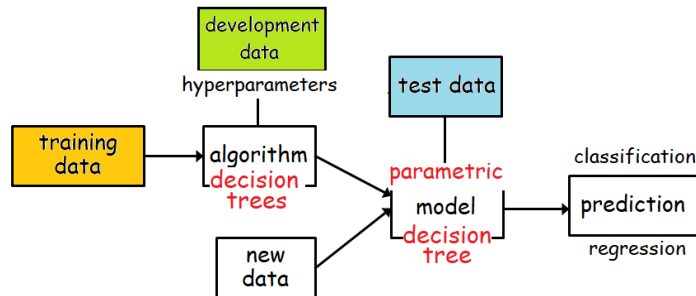 development
data
hyperparameters
test data
training
data
algorithm
decision
trees
parametric
model
decision
tree
new
data
classification
prediction
regression